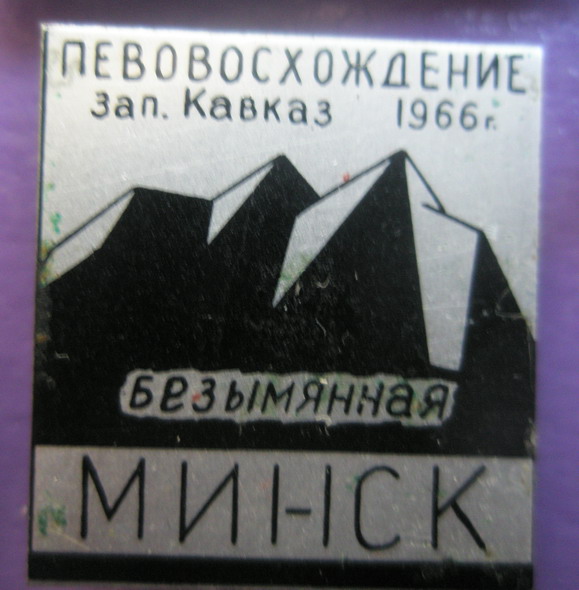 ПЕВОВОСХОЖДЕНИЕ
Зап. Кавказ 1966г.
БЕЗЫМЯННАЯ
МИНСК